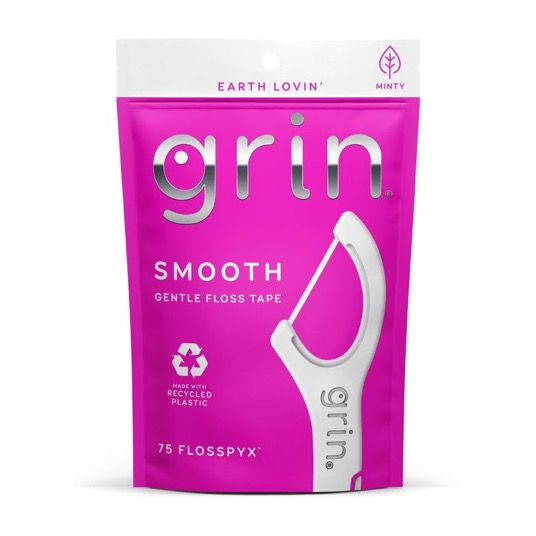 EARTH LOVIN'
MINTY
grin®
SMOOTH
GENTLE FLOSS TAPE
MADE WITH
RECYCLED
PLASTIC
grin®
75 FLOSSPYX™